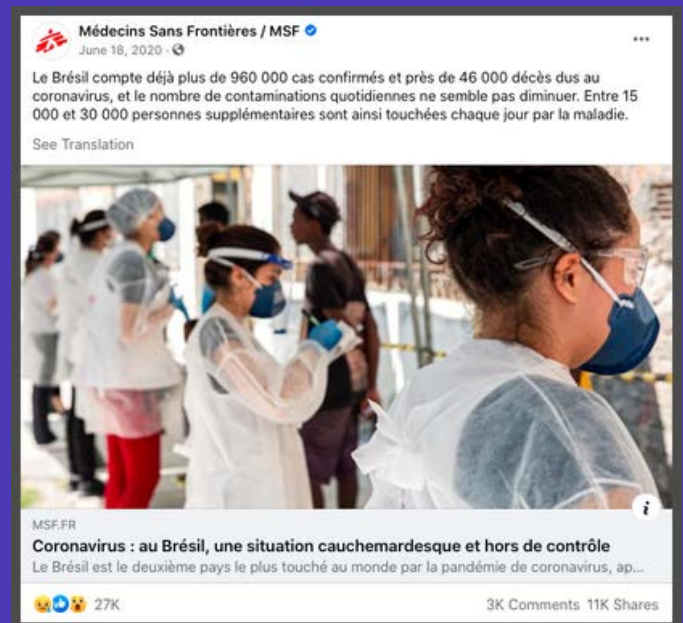 Médecins Sans Frontières / MSF
June 18, 2020 ·
Le Brésil compte déjà plus de 960 000 cas confirmés et près de 46 000 décès dus au
coronavirus, et le nombre de contaminations quotidiennes ne semble pas diminuer. Entre 15
000 et 30 000 personnes supplémentaires sont ainsi touchées chaque jour par la maladie.
See Translation
MSF.FR
Coronavirus : au Brésil, une situation cauchemardesque et hors de contrôle
Le Brésil est le deuxième pays le plus touché au monde par la pandémie de coronavirus, ap...
27K
3K Comments 11K Shares